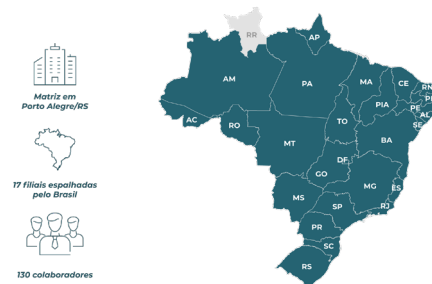 Matriz em
Porto Alegre/RS
17 filiais espalhadas
pelo Brasil
130 colaboradores
RR
AP
AM
PA
MA
CE
RN
PIA
PE
AL
SE
AC
RO
TO
BA
MT
DF
GO
MG
ES
MS
SP
RJ
PR
SC
RS